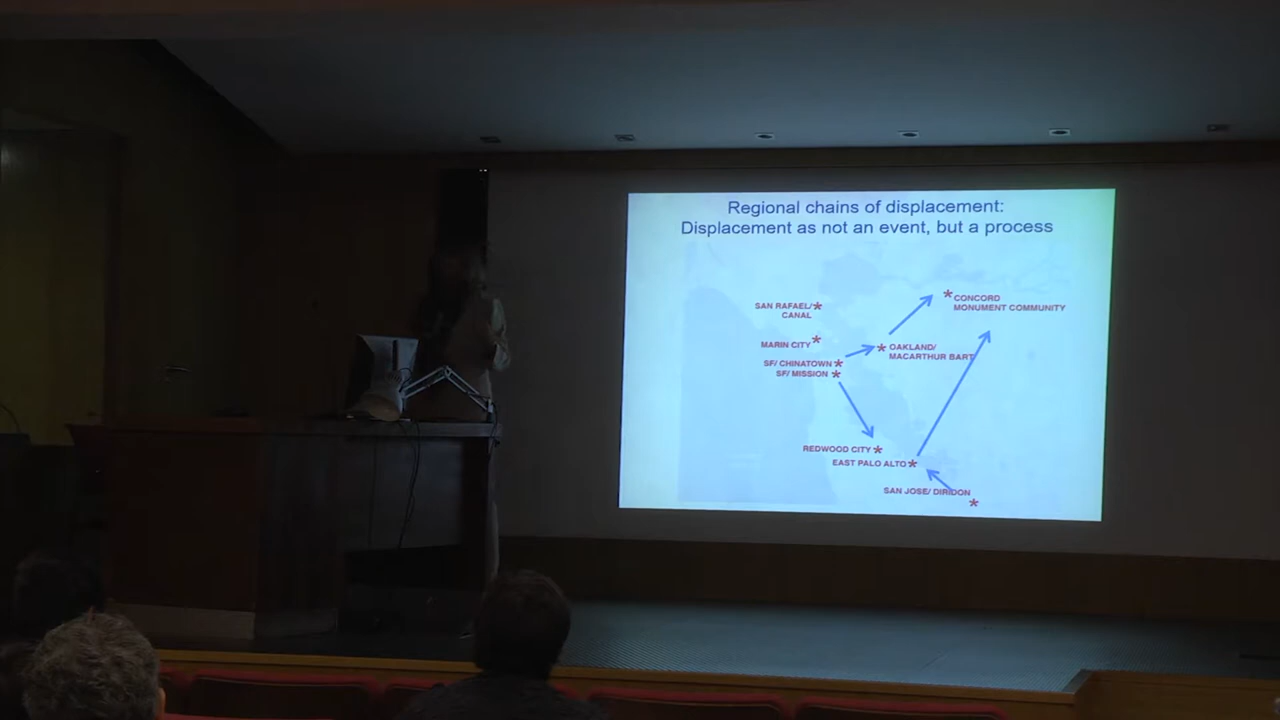 Regional chains of displacement:
Displacement as not an event, but a process
SAN RAFAEL/
CANAL
CONCORD
MONUMENT COMMUNITY
MARIN CITY
OAKLAND/
MACARTHUR BART
SF/ CHINATOWN
SF/ MISSION
REDWOOD CITY
EAST PALO ALTO
SAN JOSE/ DIRIDON